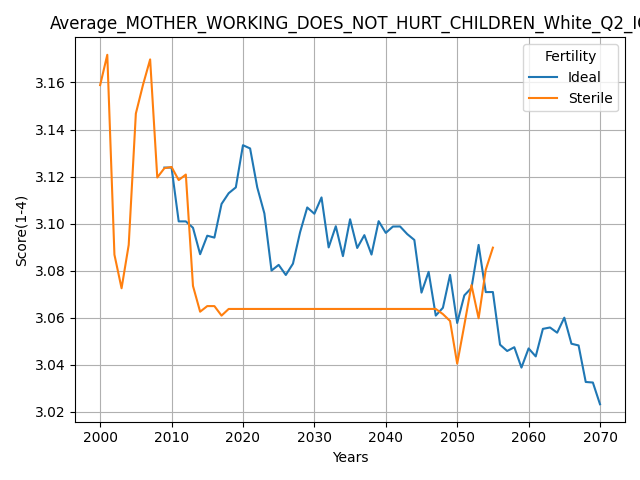 Average_MOTHER_WORKING_DOES_NOT_HURT_CHILDREN_White_Q2_I
Fertility
Ideal
Sterile
3.16
3.14
3.12
3.10
3.08
3.06
3.04
3.02
Score(1-4)
2000 2010 2020 2030 2040 2050 2060 2070
Years